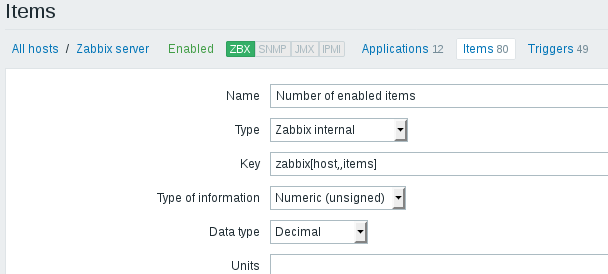 Items
All hosts / Zabbix server Enabled ZBX SNMP JMX IPMI Applications 12 Items 80 Triggers 49
Name Number of enabled items
Type Zabbix internal
Key zabbix[host,,items]
Type of information Numeric (unsigned)
Data type Decimal
Units